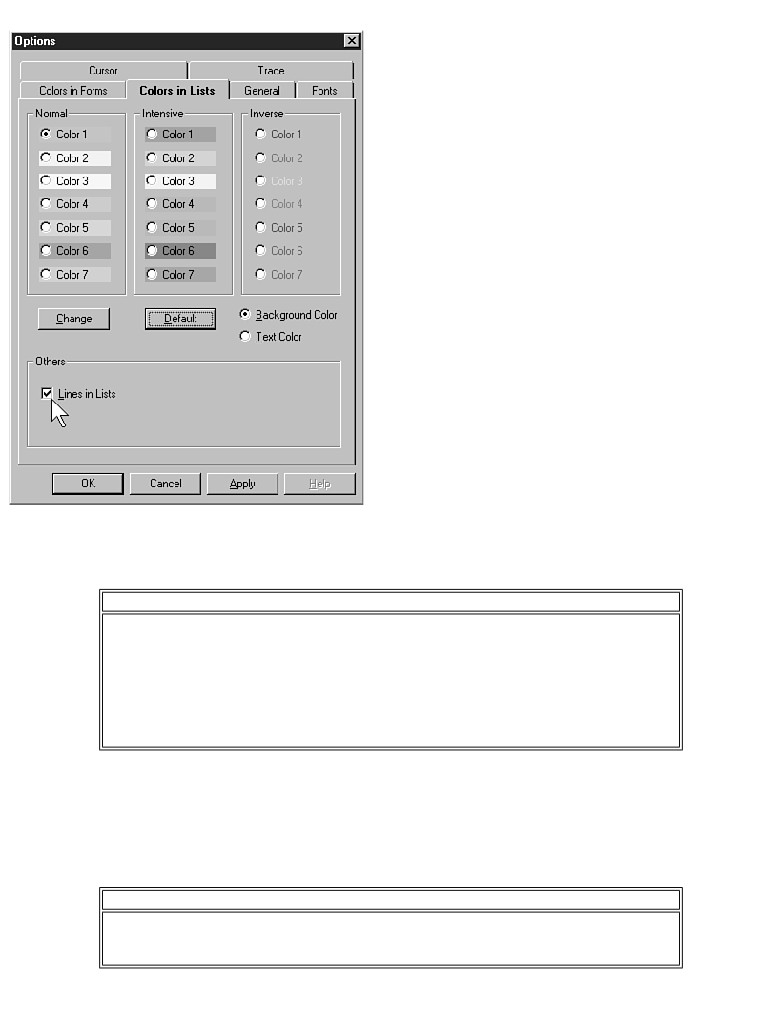 Options
Cursor Trace
Colors in Forms Colors in Lists General Fonts
Normal Intensive Inverse
Color 1 Color 1 Color 1
Color 2 Color 2 Color 2
Color 3 Color 3 Color 3
Color 4 Color 4 Color 4
Color 5 Color 5 Color 5
Color 6 Color 6 Color 6
Color 7 Color 7 Color 7
Change Default Background Color
Text Color
Others
Lines in Lists
OK Cancel Apply Help